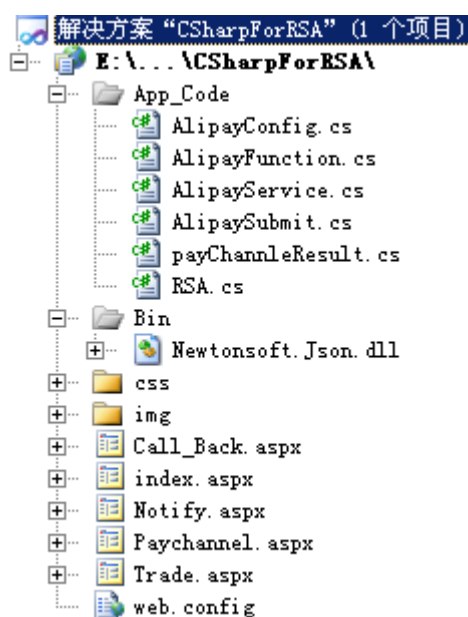 解决方案 “CSharpForRSA” (1 个项目)
E:\...\CSharpForRSA\
App_Code
AlipayConfig.cs
AlipayFunction.cs
AlipayService.cs
AlipaySubmit.cs
payChannleResult.cs
RSA.cs
Bin
Newtonsoft.Json.dll
css
img
Call_Back.aspx
index.aspx
Notify.aspx
Paychannel.aspx
Trade.aspx
web.config